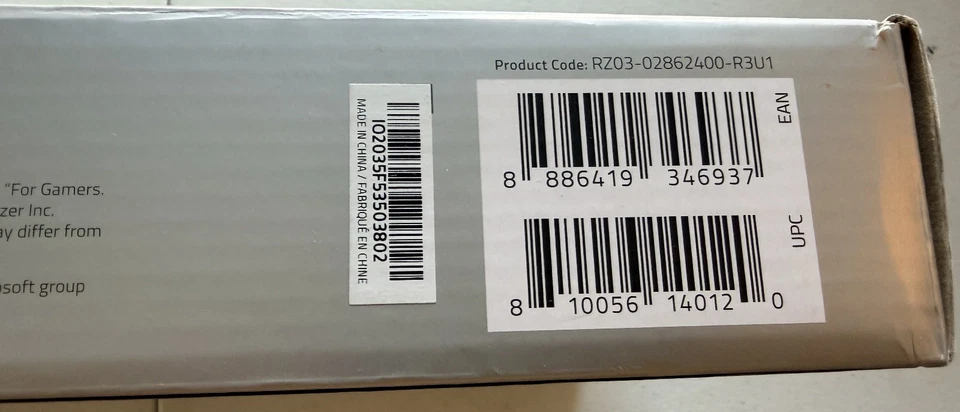 "For Gamers.
zer Inc.
ay differ from
osoft group
MADE IN CHINA / FABRIQUÉ EN CHINE
IO2035F53503802
Product Code: RZ03-02862400-R3U1
8 886419 346937
EAN
8 10056 14012 0
UPC